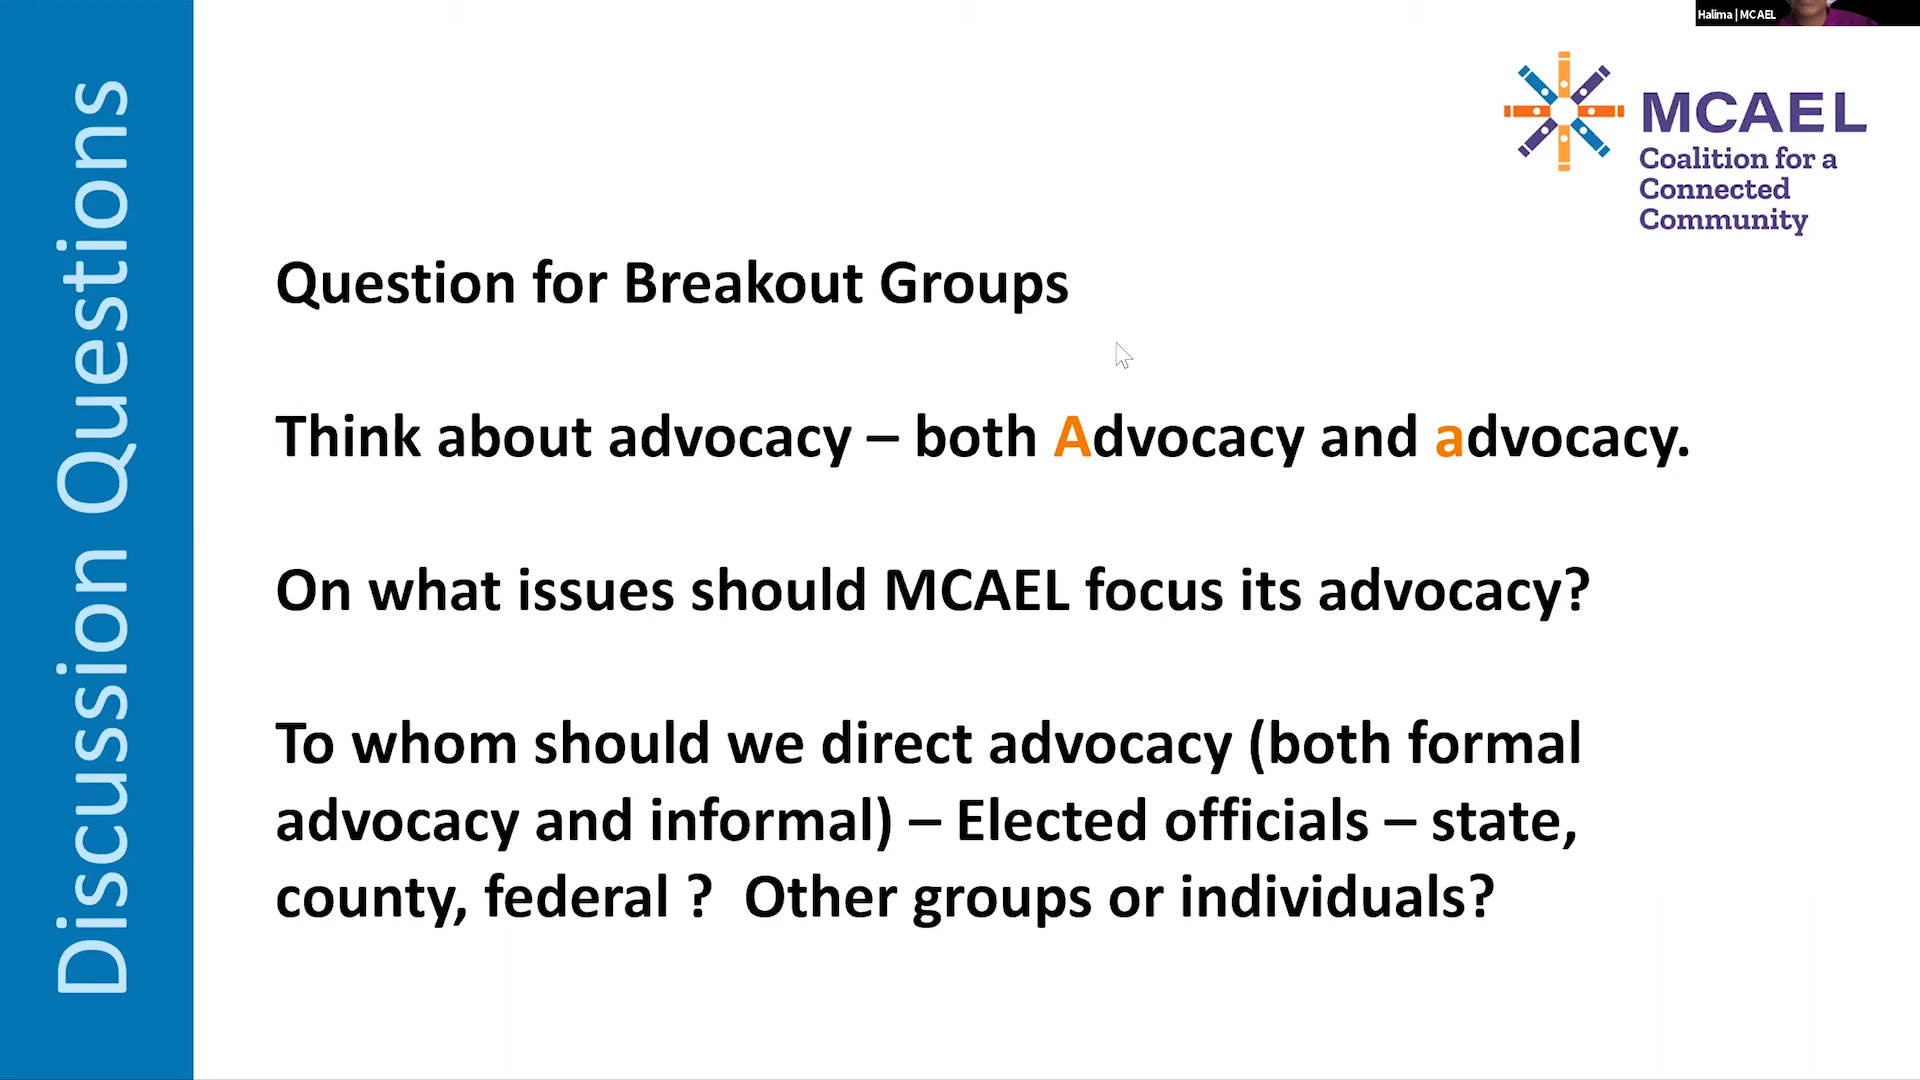 Halima | MCAEL
MCAEL
Coalition for a
Connected
Community
Discussion Questions
Question for Breakout Groups
Think about advocacy – both Advocacy and advocacy.
On what issues should MCAEL focus its advocacy?
To whom should we direct advocacy (both formal
advocacy and informal) – Elected officials – state,
county, federal ?  Other groups or individuals?